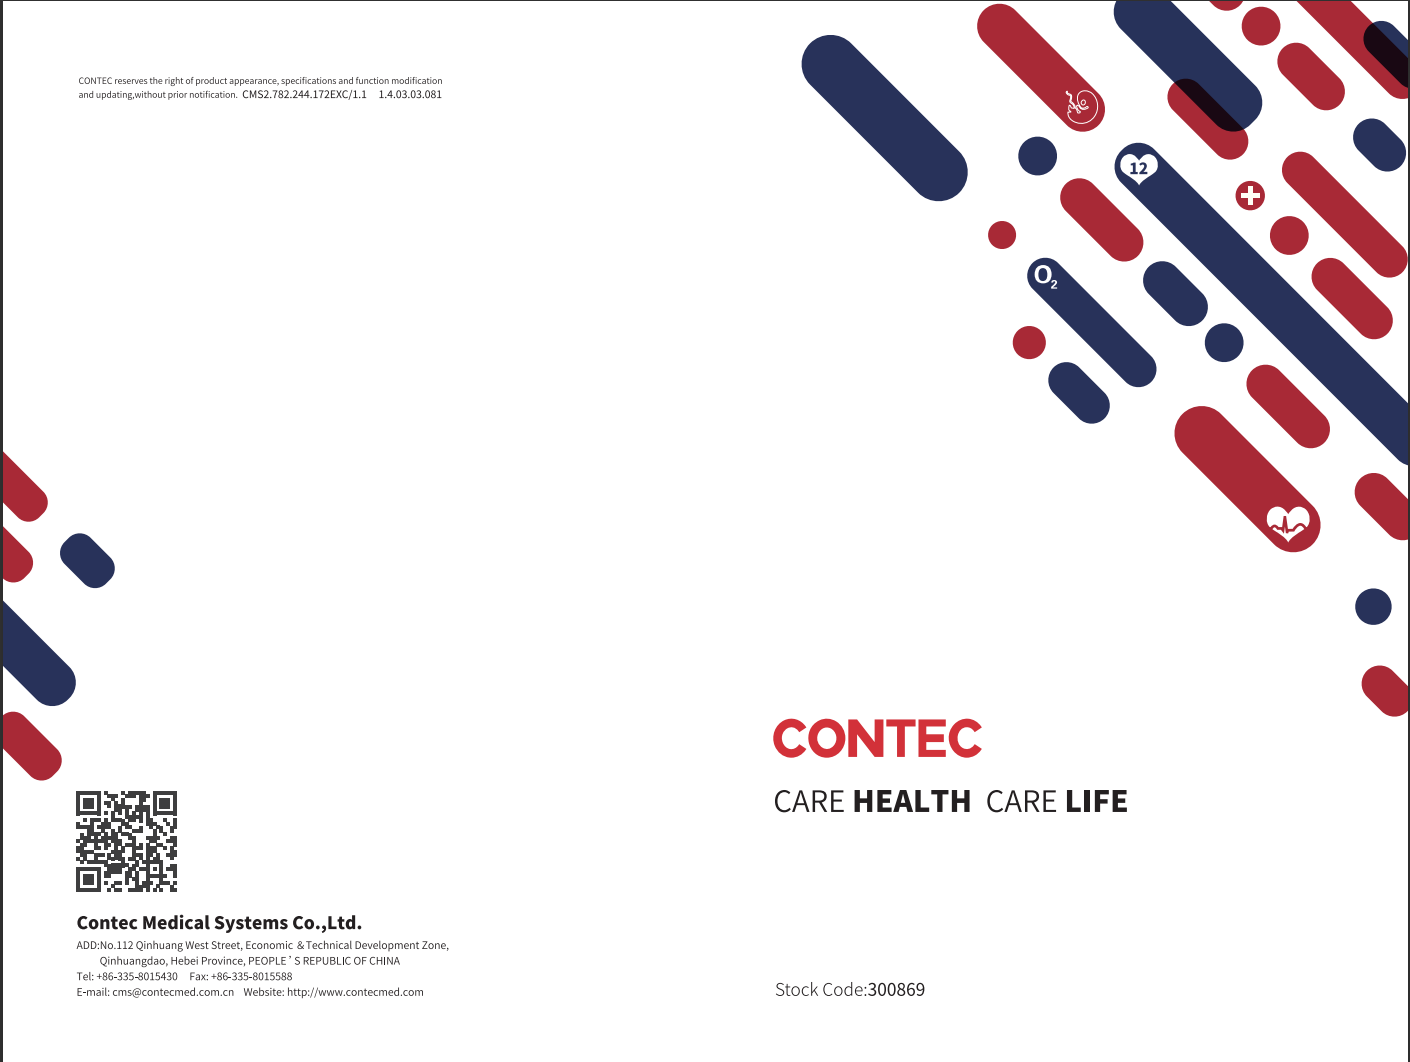 CONTEC reserves the right of product appearance, specifications and function modification
and updating,without prior notification. CMS2.782.244.172EXC/1.1 1.4.03.03.081
12
O2
CONTEC
CARE HEALTH CARE LIFE
Contec Medical Systems Co.,Ltd.
ADD:No.112 Qinhuang West Street, Economic & Technical Development Zone,
Qinhuangdao, Hebei Province, PEOPLE'S REPUBLIC OF CHINA
Tel: +86-335-8015430 Fax: +86-335-8015588
E-mail: cms@contecmed.com.cn Website: http://www.contecmed.com
Stock Code:300869